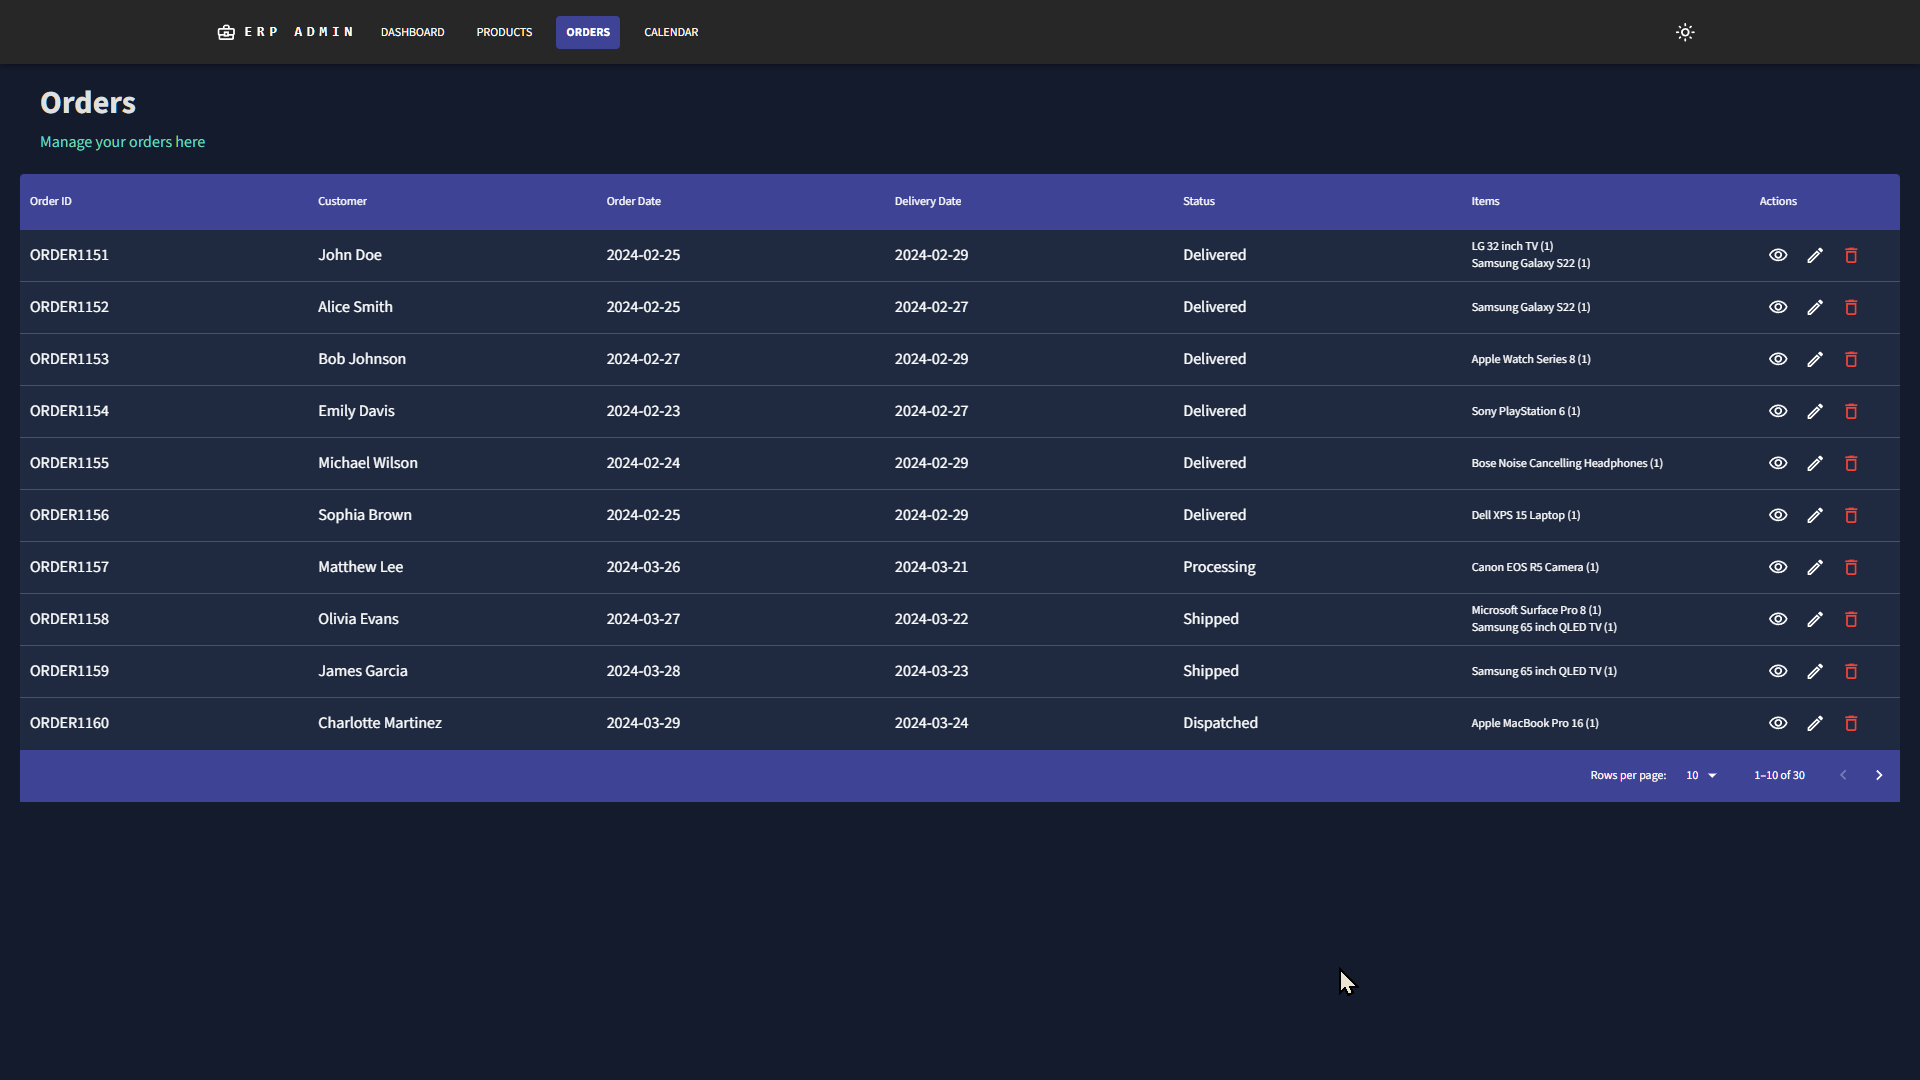 ERP ADMIN DASHBOARD PRODUCTS ORDERS CALENDAR
Orders
Manage your orders here
Order ID Customer Order Date Delivery Date Status Items Actions
ORDER1151 John Doe 2024-02-25 2024-02-29 Delivered LG 32 inch TV (1)
Samsung Galaxy S22 (1)
ORDER1152 Alice Smith 2024-02-25 2024-02-27 Delivered Samsung Galaxy S22 (1)
ORDER1153 Bob Johnson 2024-02-27 2024-02-29 Delivered Apple Watch Series 8 (1)
ORDER1154 Emily Davis 2024-02-23 2024-02-27 Delivered Sony PlayStation 6 (1)
ORDER1155 Michael Wilson 2024-02-24 2024-02-29 Delivered Bose Noise Cancelling Headphones (1)
ORDER1156 Sophia Brown 2024-02-25 2024-02-29 Delivered Dell XPS 15 Laptop (1)
ORDER1157 Matthew Lee 2024-03-26 2024-03-21 Processing Canon EOS R5 Camera (1)
ORDER1158 Olivia Evans 2024-03-27 2024-03-22 Shipped Microsoft Surface Pro 8 (1)
Samsung 65 inch QLED TV (1)
ORDER1159 James Garcia 2024-03-28 2024-03-23 Shipped Samsung 65 inch QLED TV (1)
ORDER1160 Charlotte Martinez 2024-03-29 2024-03-24 Dispatched Apple MacBook Pro 16 (1)
Rows per page: 10 1–10 of 30